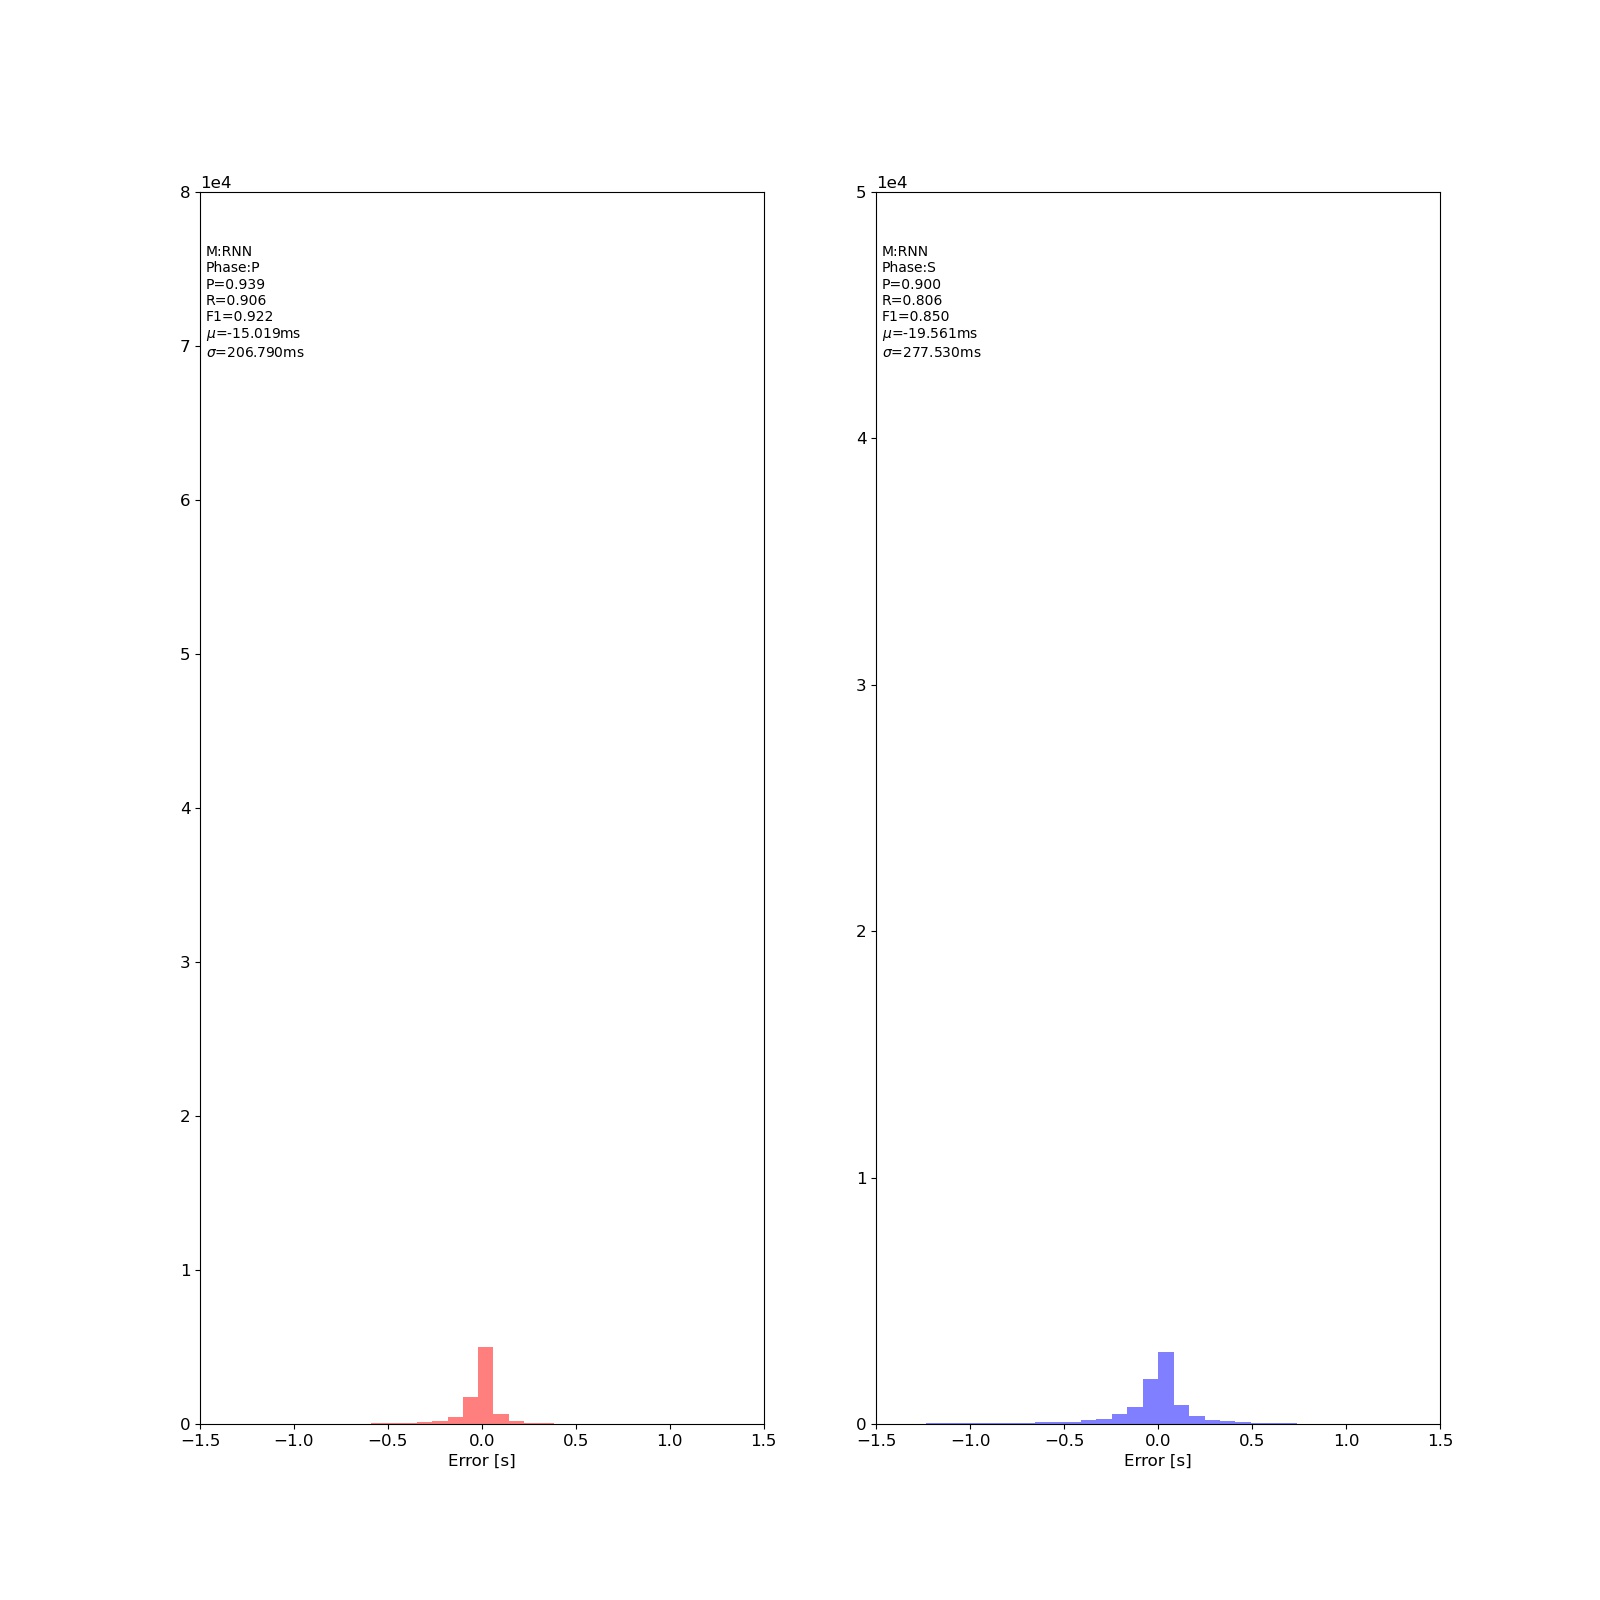 1e4
8
7
6
5
4
3
2
1
0
M:RNN
Phase:P
P=0.939
R=0.906
F1=0.922
μ=-15.019ms
σ=206.790ms
−1.5 −1.0 −0.5 0.0 0.5 1.0 1.5
Error [s]
1e4
5
4
3
2
1
0
M:RNN
Phase:S
P=0.900
R=0.806
F1=0.850
μ=-19.561ms
σ=277.530ms
−1.5 −1.0 −0.5 0.0 0.5 1.0 1.5
Error [s]